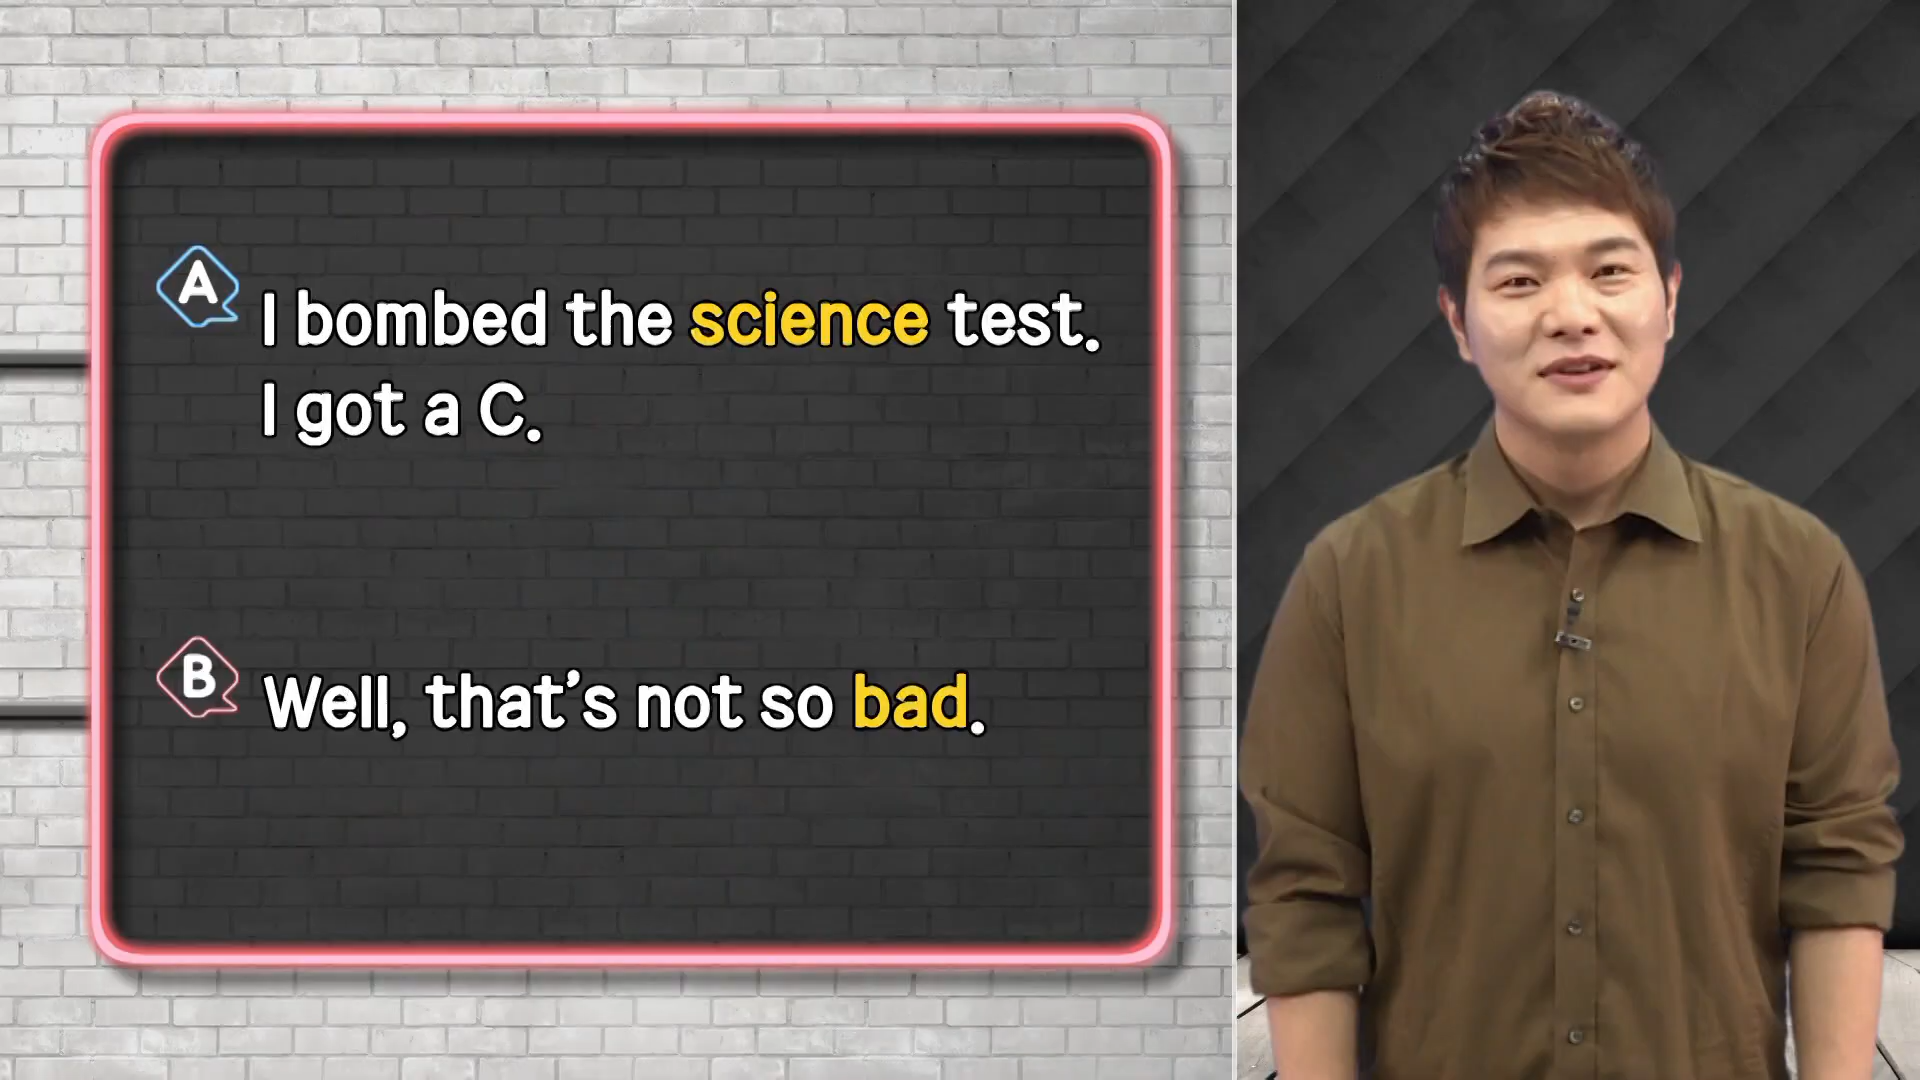 A
I bombed the science test.
I got a C.
B
Well, that's not so bad.